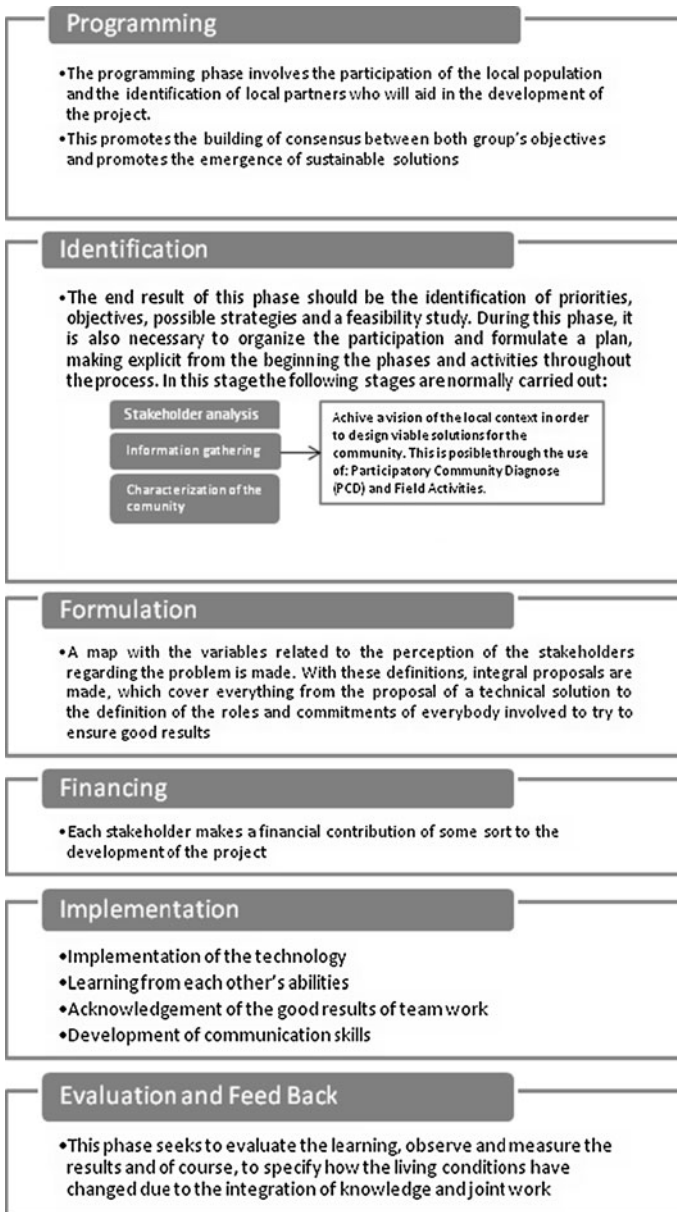 Programming
•The programming phase involves the participation of the local population
and the identification of local partners who will aid in the development of
the project.
•This promotes the building of consensus between both group's objectives
and promotes the emergence of sustainable solutions
Identification
•The end result of this phase should be the identification of priorities,
objectives, possible strategies and a feasibility study. During this phase, it
is also necessary to organize the participation and formulate a plan,
making explicit from the beginning the phases and activities throughout
the process. In this stage the following stages are normally carried out:
Stakeholder analysis
Information gathering
Characterization of the
comunity
Achive a vision of the local context in order
to design viable solutions for the
community. This is posible through the use
of: Participatory Community Diagnose
(PCD) and Field Activities.
Formulation
•A map with the variables related to the perception of the stakeholders
regarding the problem is made. With these definitions, integral proposals are
made, which cover everything from the proposal of a technical solution to
the definition of the roles and commitments of everybody involved to try to
ensure good results
Financing
•Each stakeholder makes a financial contribution of some sort to the
development of the project
Implementation
•Implementation of the technology
•Learning from each other's abilities
•Acknowledgement of the good results of team work
•Development of communication skills
Evaluation and Feed Back
•This phase seeks to evaluate the learning, observe and measure the
results and of course, to specify how the living conditions have
changed due to the integration of knowledge and joint work